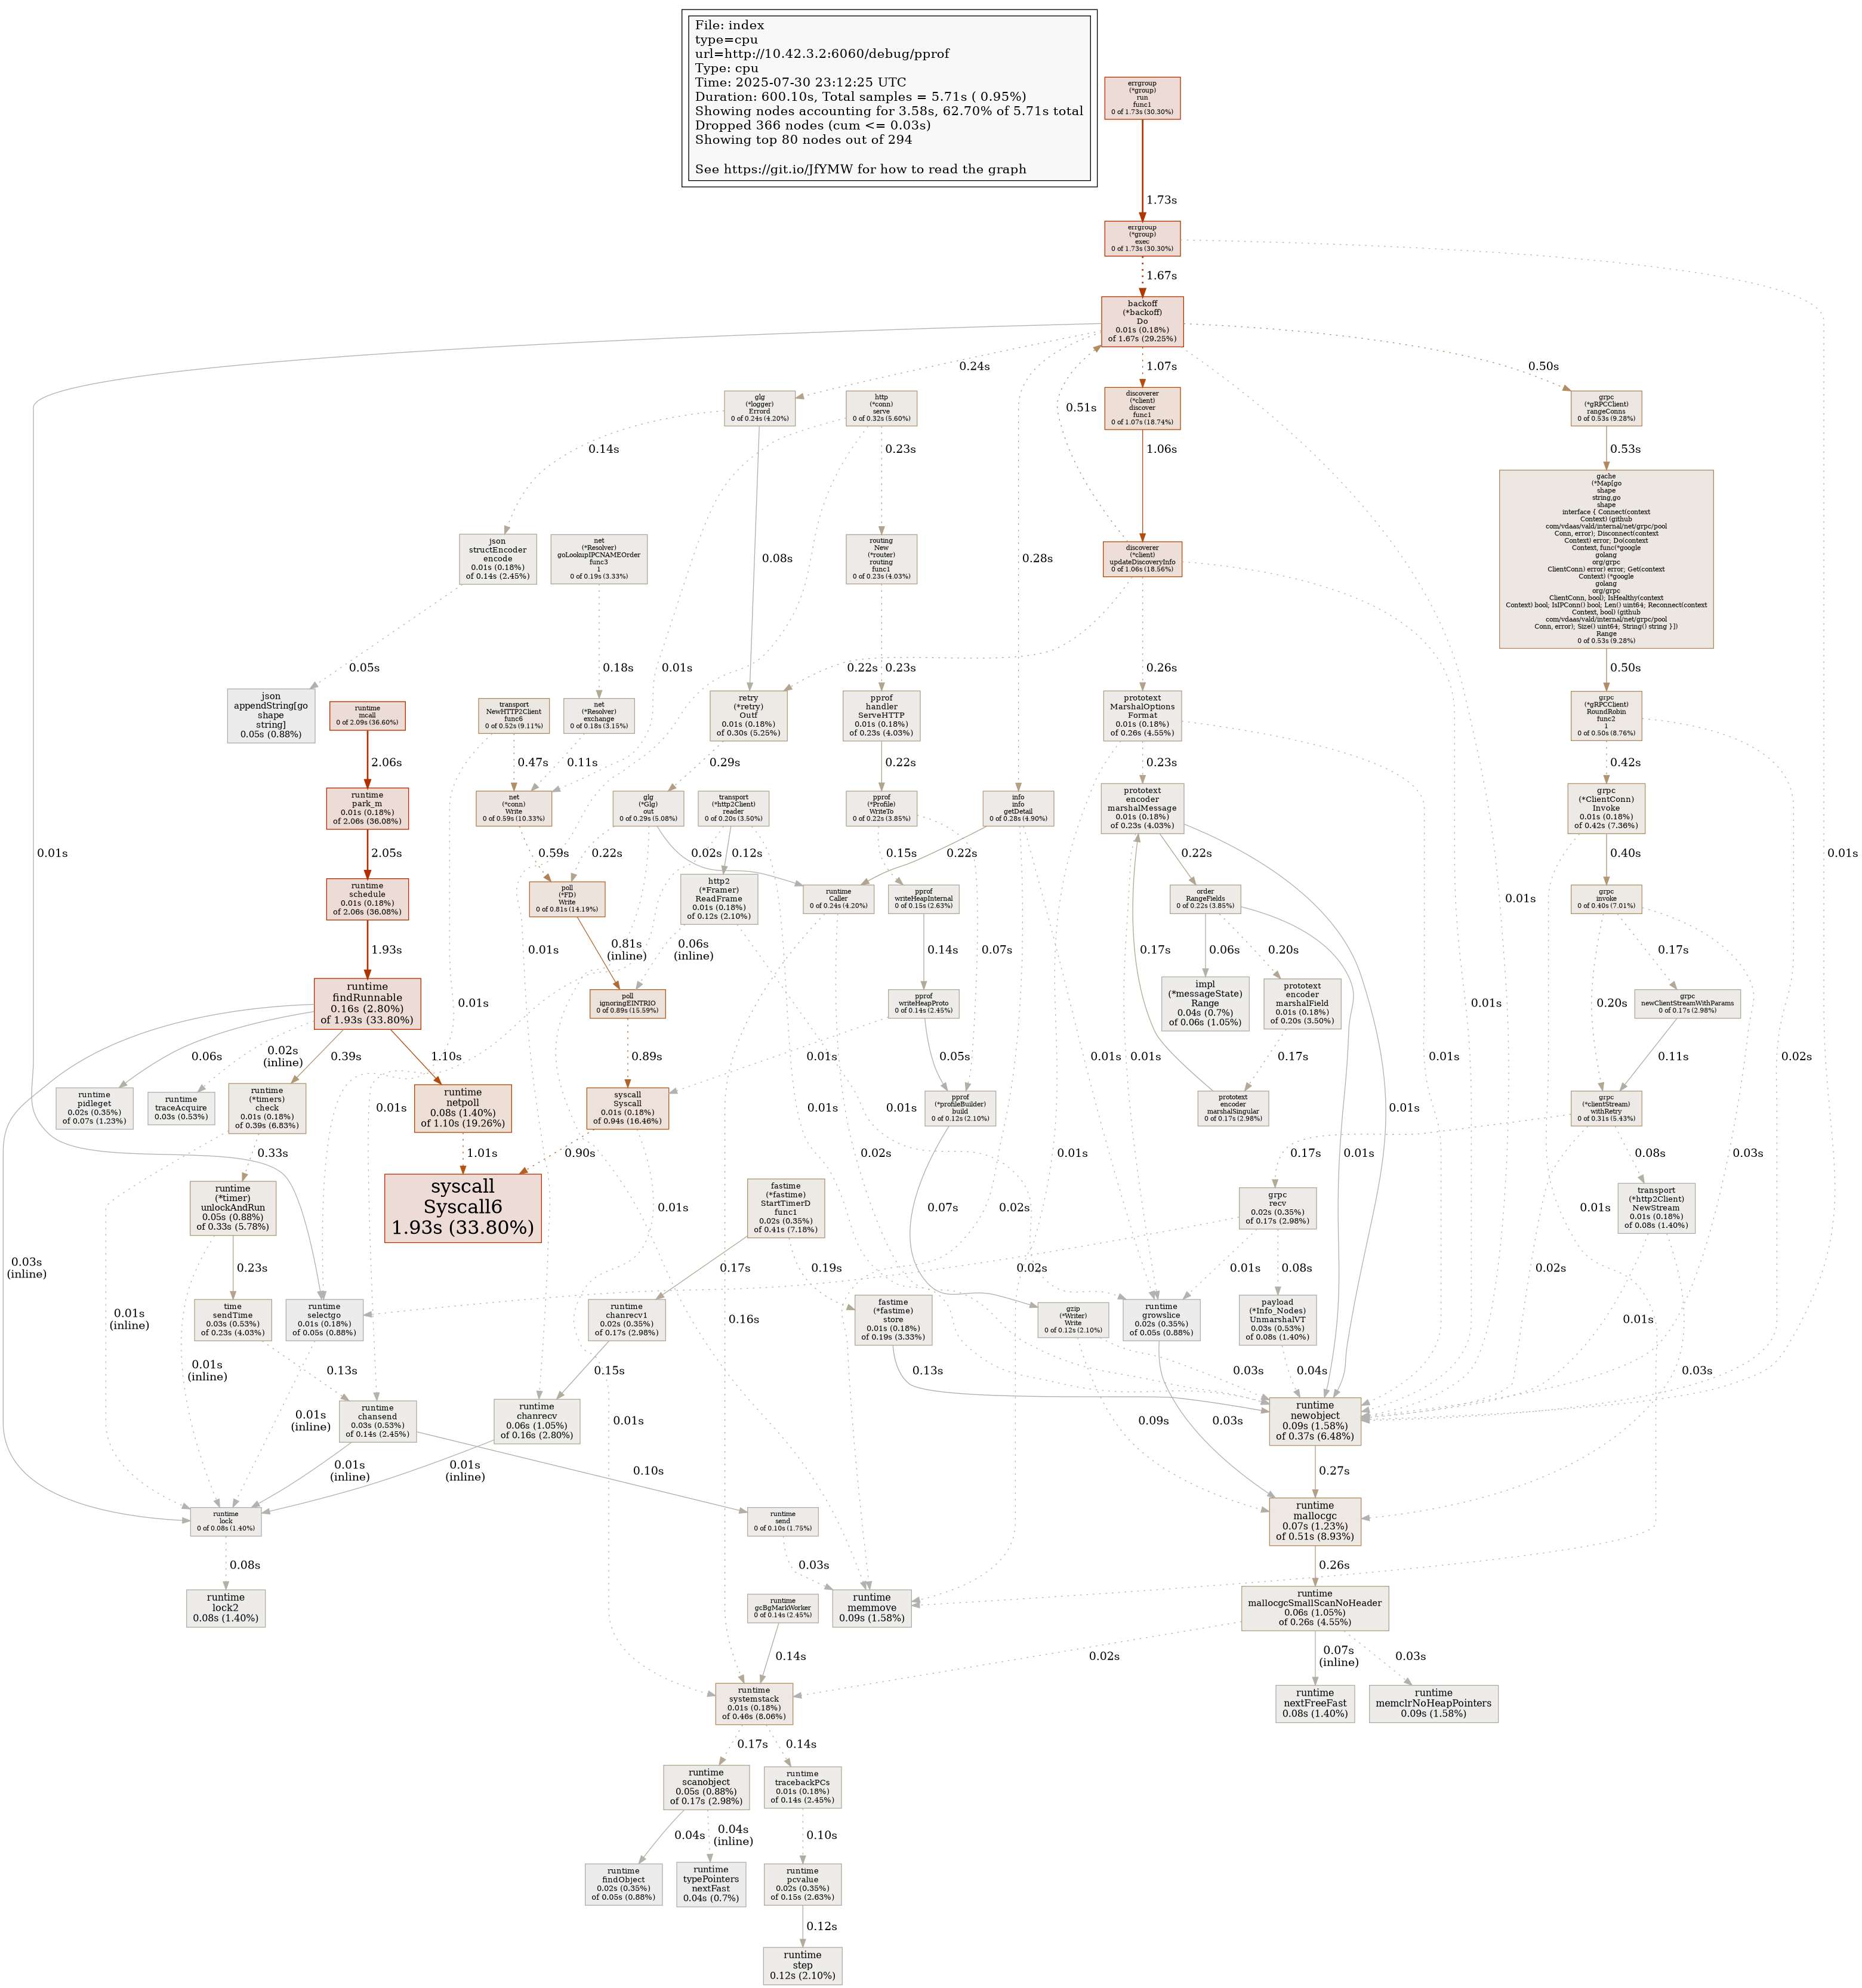 File: index
type=cpu
url=http://10.42.3.2:6060/debug/pprof
Type: cpu
Time: 2025-07-30 23:12:25 UTC
Duration: 600.10s, Total samples = 5.71s ( 0.95%)
Showing nodes accounting for 3.58s, 62.70% of 5.71s total
Dropped 366 nodes (cum <= 0.03s)
Showing top 80 nodes out of 294
See https://git.io/JfYMW for how to read the graph
errgroup
(*group)
run
func1
0 of 1.73s (30.30%)
1.73s
errgroup
(*group)
exec
0 of 1.73s (30.30%)
1.67s
backoff
(*backoff)
Do
0.01s (0.18%)
of 1.67s (29.25%)
0.24s
0.51s
1.07s
0.50s
glg
(*logger)
Errord
0 of 0.24s (4.20%)
http
(*conn)
serve
0 of 0.32s (5.60%)
discoverer
(*client)
discover
func1
0 of 1.07s (18.74%)
grpc
(*gRPCClient)
rangeConns
0 of 0.53s (9.28%)
0.14s
0.08s
0.23s
0.28s
1.06s
0.53s
json
structEncoder
encode
0.01s (0.18%)
of 0.14s (2.45%)
net
(*Resolver)
goLookupIPCNAMEOrder
func3
1
0 of 0.19s (3.33%)
routing
New
(*router)
routing
func1
0 of 0.23s (4.03%)
discoverer
(*client)
updateDiscoveryInfo
0 of 1.06s (18.56%)
gache
(*Map[go
shape
string,go
shape
interface { Connect(context
Context) (github
com/vdaas/vald/internal/net/grpc/pool
Conn, error); Disconnect(context
Context) error; Do(context
Context, func(*google
golang
org/grpc
ClientConn) error) error; Get(context
Context) (*google
golang
org/grpc
ClientConn, bool); IsHealthy(context
Context) bool; IsIPConn() bool; Len() uint64; Reconnect(context
Context, bool) (github
com/vdaas/vald/internal/net/grpc/pool
Conn, error); Size() uint64; String() string }])
Range
0 of 0.53s (9.28%)
0.05s
0.18s
0.01s
0.22s
0.23s
0.26s
0.50s
json
appendString[go
shape
string]
0.05s (0.88%)
runtime
mcall
0 of 2.09s (36.60%)
transport
NewHTTP2Client
func6
0 of 0.52s (9.11%)
net
(*Resolver)
exchange
0 of 0.18s (3.15%)
retry
(*retry)
Outf
0.01s (0.18%)
of 0.30s (5.25%)
pprof
handler
ServeHTTP
0.01s (0.18%)
of 0.23s (4.03%)
prototext
MarshalOptions
Format
0.01s (0.18%)
of 0.26s (4.55%)
grpc
(*gRPCClient)
RoundRobin
func2
1
0 of 0.50s (8.76%)
2.06s
0.47s
0.11s
0.29s
0.22s
0.23s
0.42s
runtime
park_m
0.01s (0.18%)
of 2.06s (36.08%)
net
(*conn)
Write
0 of 0.59s (10.33%)
glg
(*Glg)
out
0 of 0.29s (5.08%)
transport
(*http2Client)
reader
0 of 0.20s (3.50%)
pprof
(*Profile)
WriteTo
0 of 0.22s (3.85%)
info
info
getDetail
0 of 0.28s (4.90%)
prototext
encoder
marshalMessage
0.01s (0.18%)
of 0.23s (4.03%)
grpc
(*ClientConn)
Invoke
0.01s (0.18%)
of 0.42s (7.36%)
0.01s
2.05s
0.59s
0.22s
0.02s
0.12s
0.15s
0.22s
0.22s
0.40s
0.01s
runtime
schedule
0.01s (0.18%)
of 2.06s (36.08%)
poll
(*FD)
Write
0 of 0.81s (14.19%)
http2
(*Framer)
ReadFrame
0.01s (0.18%)
of 0.12s (2.10%)
runtime
Caller
0 of 0.24s (4.20%)
pprof
writeHeapInternal
0 of 0.15s (2.63%)
order
RangeFields
0 of 0.22s (3.85%)
grpc
invoke
0 of 0.40s (7.01%)
0.01s
1.93s
0.01s
0.81s
(inline)
0.06s
(inline)
0.14s
0.07s
0.17s
0.06s
0.20s
0.20s
0.17s
runtime
findRunnable
0.16s (2.80%)
of 1.93s (33.80%)
0.01s
poll
ignoringEINTRIO
0 of 0.89s (15.59%)
pprof
writeHeapProto
0 of 0.14s (2.45%)
impl
(*messageState)
Range
0.04s (0.7%)
of 0.06s (1.05%)
prototext
encoder
marshalField
0.01s (0.18%)
of 0.20s (3.50%)
grpc
newClientStreamWithParams
0 of 0.17s (2.98%)
0.01s
0.02s
0.06s
0.02s
(inline)
0.39s
1.10s
0.89s
0.01s
0.05s
0.01s
0.01s
0.17s
0.01s
0.11s
runtime
pidleget
0.02s (0.35%)
of 0.07s (1.23%)
runtime
traceAcquire
0.03s (0.53%)
runtime
(*timers)
check
0.01s (0.18%)
of 0.39s (6.83%)
0.01s
runtime
netpoll
0.08s (1.40%)
of 1.10s (19.26%)
syscall
Syscall
0.01s (0.18%)
of 0.94s (16.46%)
0.01s
0.01s
pprof
(*profileBuilder)
build
0 of 0.12s (2.10%)
prototext
encoder
marshalSingular
0 of 0.17s (2.98%)
0.01s
grpc
(*clientStream)
withRetry
0 of 0.31s (5.43%)
0.33s
1.01s
0.90s
0.02s
0.01s
0.01s
0.17s
0.08s
0.03s
runtime
(*timer)
unlockAndRun
0.05s (0.88%)
of 0.33s (5.78%)
syscall
Syscall6
1.93s (33.80%)
0.01s
fastime
(*fastime)
StartTimerD
func1
0.02s (0.35%)
of 0.41s (7.18%)
0.07s
0.02s
grpc
recv
0.02s (0.35%)
of 0.17s (2.98%)
0.01s
transport
(*http2Client)
NewStream
0.01s (0.18%)
of 0.08s (1.40%)
0.03s
(inline)
0.23s
0.17s
0.19s
0.02s
0.01s
0.08s
0.02s
0.01s
(inline)
time
sendTime
0.03s (0.53%)
of 0.23s (4.03%)
runtime
selectgo
0.01s (0.18%)
of 0.05s (0.88%)
runtime
chanrecv1
0.02s (0.35%)
of 0.17s (2.98%)
0.16s
fastime
(*fastime)
store
0.01s (0.18%)
of 0.19s (3.33%)
gzip
(*Writer)
Write
0 of 0.12s (2.10%)
runtime
growslice
0.02s (0.35%)
of 0.05s (0.88%)
payload
(*Info_Nodes)
UnmarshalVT
0.03s (0.53%)
of 0.08s (1.40%)
0.01s
0.01s
(inline)
0.13s
0.15s
0.13s
0.03s
0.04s
0.03s
0.01s
(inline)
runtime
chansend
0.03s (0.53%)
of 0.14s (2.45%)
runtime
chanrecv
0.06s (1.05%)
of 0.16s (2.80%)
0.01s
0.09s
0.03s
runtime
newobject
0.09s (1.58%)
of 0.37s (6.48%)
0.01s
(inline)
0.01s
(inline)
0.10s
0.27s
runtime
lock
0 of 0.08s (1.40%)
runtime
send
0 of 0.10s (1.75%)
runtime
mallocgc
0.07s (1.23%)
of 0.51s (8.93%)
0.08s
0.03s
0.26s
runtime
lock2
0.08s (1.40%)
runtime
gcBgMarkWorker
0 of 0.14s (2.45%)
runtime
memmove
0.09s (1.58%)
runtime
mallocgcSmallScanNoHeader
0.06s (1.05%)
of 0.26s (4.55%)
0.14s
0.02s
0.07s
(inline)
0.03s
runtime
systemstack
0.01s (0.18%)
of 0.46s (8.06%)
runtime
nextFreeFast
0.08s (1.40%)
runtime
memclrNoHeapPointers
0.09s (1.58%)
0.17s
0.14s
runtime
scanobject
0.05s (0.88%)
of 0.17s (2.98%)
runtime
tracebackPCs
0.01s (0.18%)
of 0.14s (2.45%)
0.04s
0.04s
(inline)
0.10s
runtime
findObject
0.02s (0.35%)
of 0.05s (0.88%)
runtime
typePointers
nextFast
0.04s (0.7%)
runtime
pcvalue
0.02s (0.35%)
of 0.15s (2.63%)
0.12s
runtime
step
0.12s (2.10%)